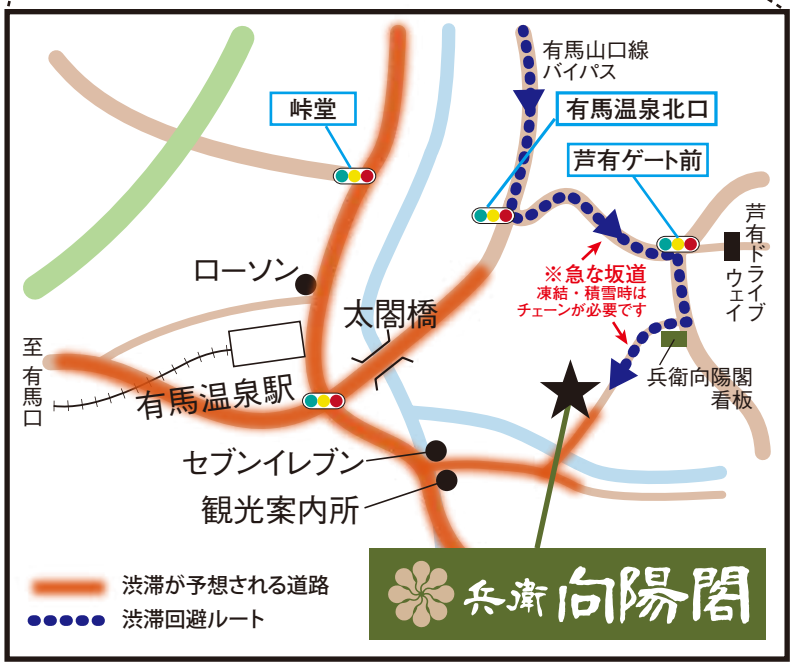 有馬山口線
バイパス
峠堂
有馬温泉北口
芦有ゲート前
芦有ドライブ
ウェイ
ローソン
※急な坂道
凍結・積雪時は
チェーンが必要です
太閤橋
至 有馬口
有馬温泉駅
兵衛向陽閣
看板
セブンイレブン
観光案内所
渋滞が予想される道路
渋滞回避ルート
兵衛 向陽閣